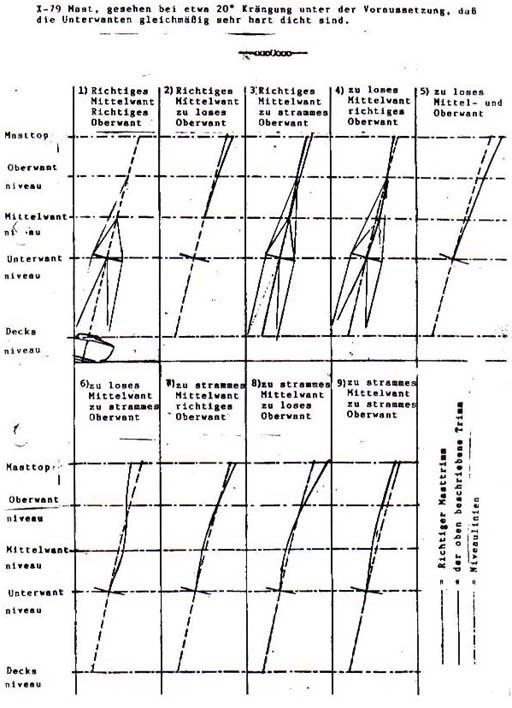 X-79 Mast, gesehen bei etwa 20° Krängung unter der Voraussetzung, daß
die Unterwanten gleichmäßig sehr hart dicht sind.
1) Richtiges
Mittelwant
Richtiges
Oberwant
2) Richtiges
Mittelwant
zu loses
Oberwant
3) Richtiges
Mittelwant
zu strammes
Oberwant
4) zu loses
Mittelwant
richtiges
Oberwant
5) zu loses
Mittel- und
Oberwant
Masttop
Oberwant
niveau
Mittelwant
Unterwant
niveau
Decks
niveau
6) zu loses
Mittelwant
zu strammes
Oberwant
7) zu strammes
Mittelwant
richtiges
Oberwant
8) zu strammes
Mittelwant
zu loses
Oberwant
9) zu strammes
Mittelwant
zu strammes
Oberwant
Masttop
Oberwant
niveau
Mittelwant
niveau
Unterwant
niveau
Decks
niveau
= Richtiger Masttrimm
= der oben beschriebene Trimm
= Niveaulinien